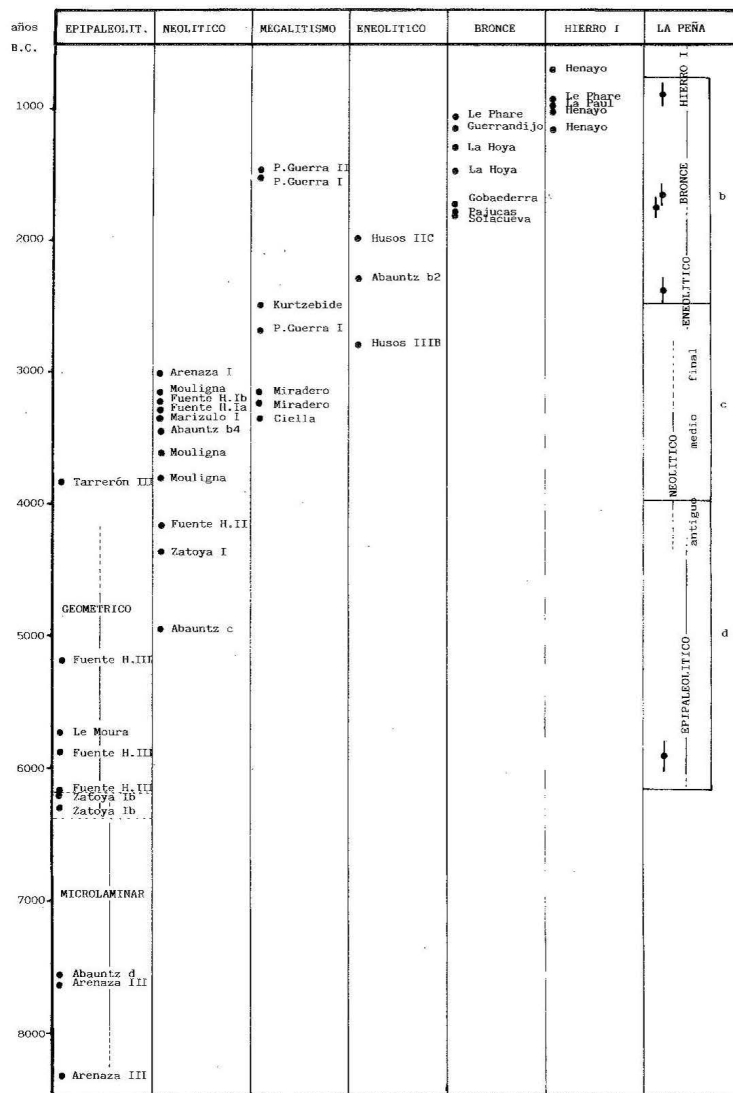 años
B.C.
EPIPALEOLIT. NEOLITICO MEGALITISMO ENEOLITICO BRONCE HIERRO I LA PEÑA
1000
2000
3000
4000
5000
6000
7000
8000
Tarrerón III
GEOMETRICO
Fuente H.III
Le Moura
Fuente H.III
Fuente H.III
Zatoya Ib
Zatoya Ib
MICROLAMINAR
Abauntz d
Arenaza III
Arenaza III
Arenaza I
Mouligna
Fuente H.Ib
Fuente H.Ia
Marizulo I
Abauntz b4
Mouligna
Mouligna
Fuente H.II
Zatoya I
Abauntz c
P.Guerra II
P.Guerra I
Kurtzebide
P.Guerra I
Miradero
Miradero
Ciella
Husos IIC
Abauntz b2
Husos IIIB
Le Phare
Guerrandijo
La Hoya
La Hoya
Gobaederra
Pajucas
Solacueva
Henayo
Le Phare
La Paul
Henayo
Henayo
HIERRO I
BRONCE
ENEOLITICO
NEOLITICO
final
medio
antiguo
EPIPALEOLITICO
b
c
d